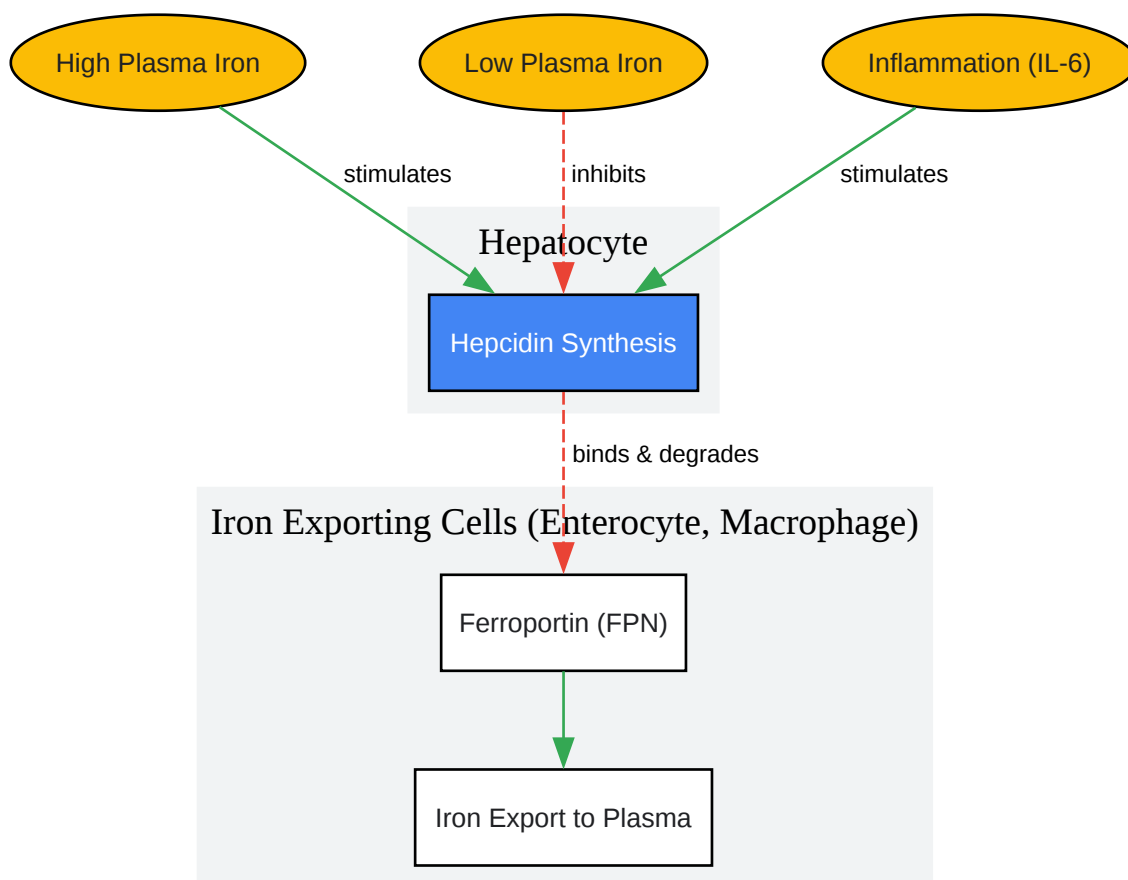 High Plasma Iron
Low Plasma Iron
Inflammation (IL-6)
stimulates
inhibits
stimulates
Hepatocyte
Hepcidin Synthesis
binds & degrades
Iron Exporting Cells (Enterocyte, Macrophage)
Ferroportin (FPN)
Iron Export to Plasma